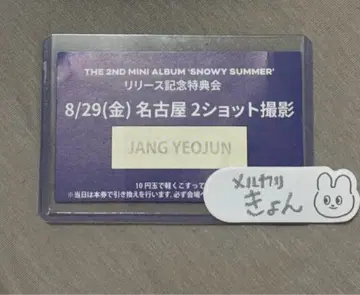 THE 2ND MINI ALBUM 'SNOWY SUMMER'
リリース記念特典会
8/29(金) 名古屋 2ショット撮影
JANG YEOJUN
10円玉で軽くこすって
※当日は本券で引き換えを行います。必ず会場へ
メルカリ
きょん